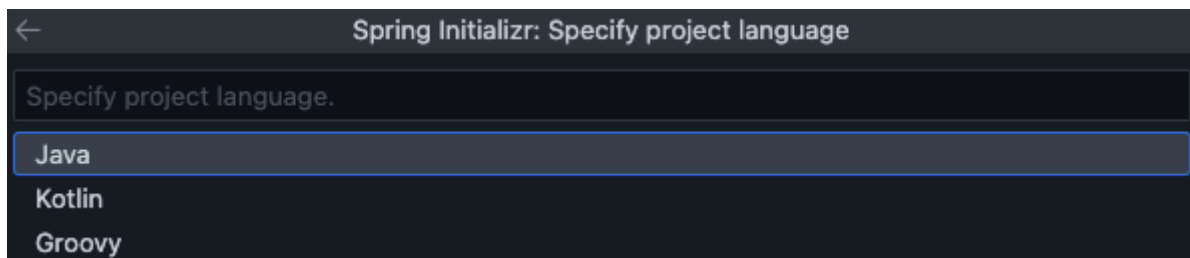 Spring Initializr: Specify project language
Specify project language.
Java
Kotlin
Groovy